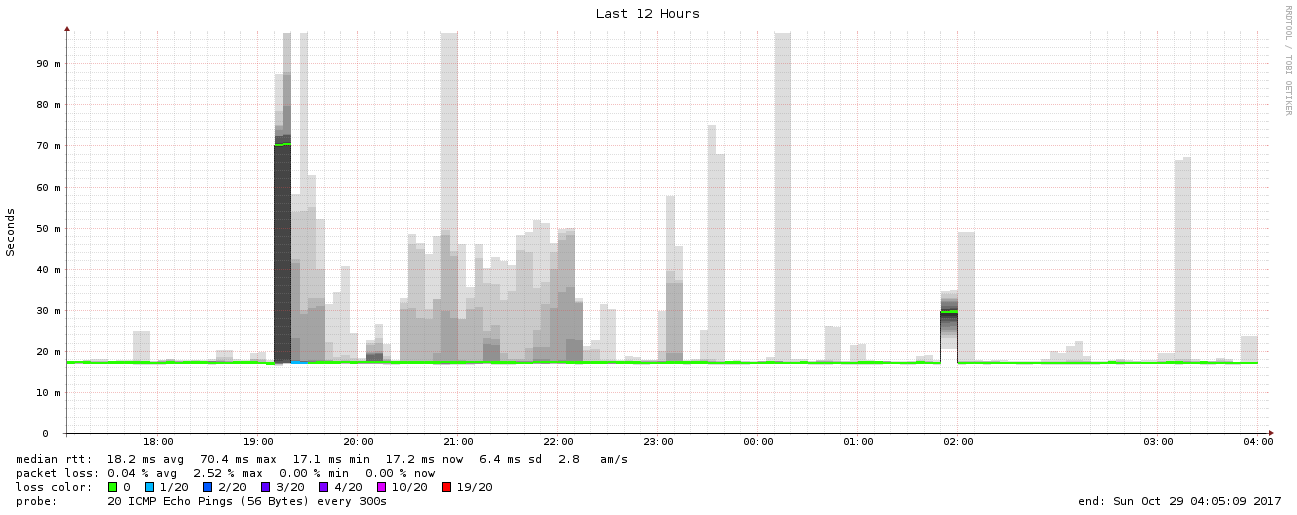 Last 12 Hours
RRDTOOL / TOBI OETIKER
Seconds
90 m
80 m
70 m
60 m
50 m
40 m
30 m
20 m
10 m
0
18:00 19:00 20:00 21:00 22:00 23:00 00:00 01:00 02:00 03:00 04:00
median rtt: 18.2 ms avg 70.4 ms max 17.1 ms min 17.2 ms now 6.4 ms sd 2.8 am/s
packet loss: 0.04 % avg 2.52 % max 0.00 % min 0.00 % now
loss color: 0 1/20 2/20 3/20 4/20 10/20 19/20
probe: 20 ICMP Echo Pings (56 Bytes) every 300s end: Sun Oct 29 04:05:09 2017